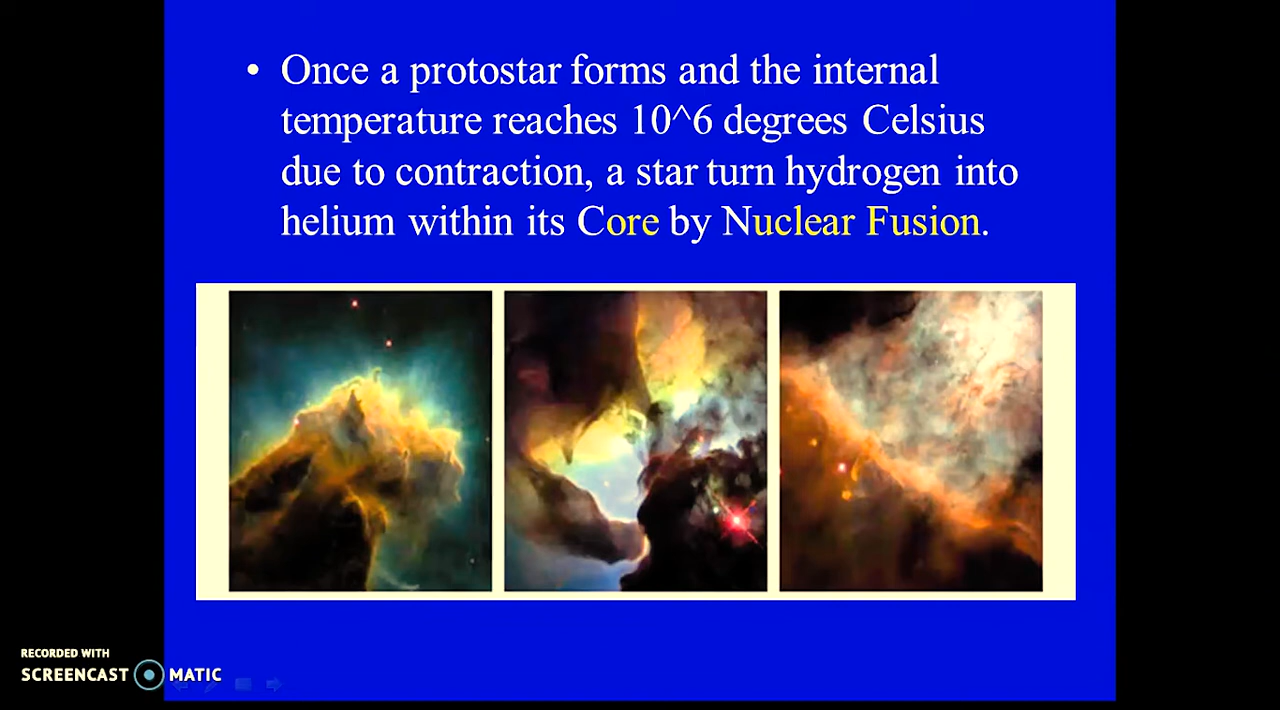 • Once a protostar forms and the internal
temperature reaches 10^6 degrees Celsius
due to contraction, a star turn hydrogen into
helium within its Core by Nuclear Fusion.
RECORDED WITH
SCREENCAST MATIC